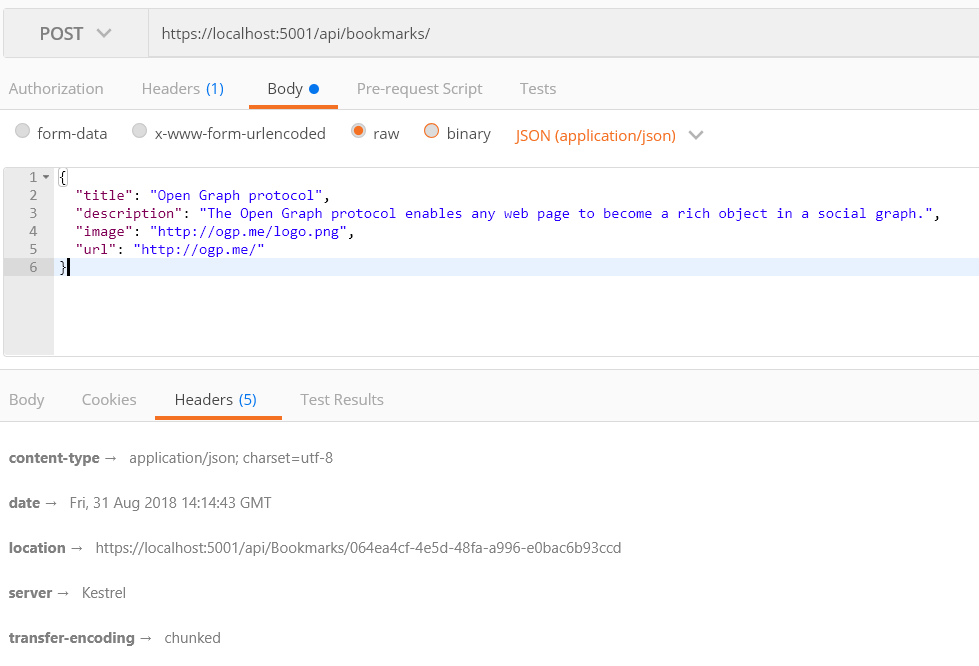 POST https://localhost:5001/api/bookmarks/
Authorization Headers (1) Body Pre-request Script Tests
form-data x-www-form-urlencoded raw binary JSON (application/json)
1 {
2 "title": "Open Graph protocol",
3 "description": "The Open Graph protocol enables any web page to become a rich object in a social graph.",
4 "image": "http://ogp.me/logo.png",
5 "url": "http://ogp.me/"
6 }
Body Cookies Headers (5) Test Results
content-type → application/json; charset=utf-8
date → Fri, 31 Aug 2018 14:14:43 GMT
location → https://localhost:5001/api/Bookmarks/064ea4cf-4e5d-48fa-a996-e0bac6b93ccd
server → Kestrel
transfer-encoding → chunked